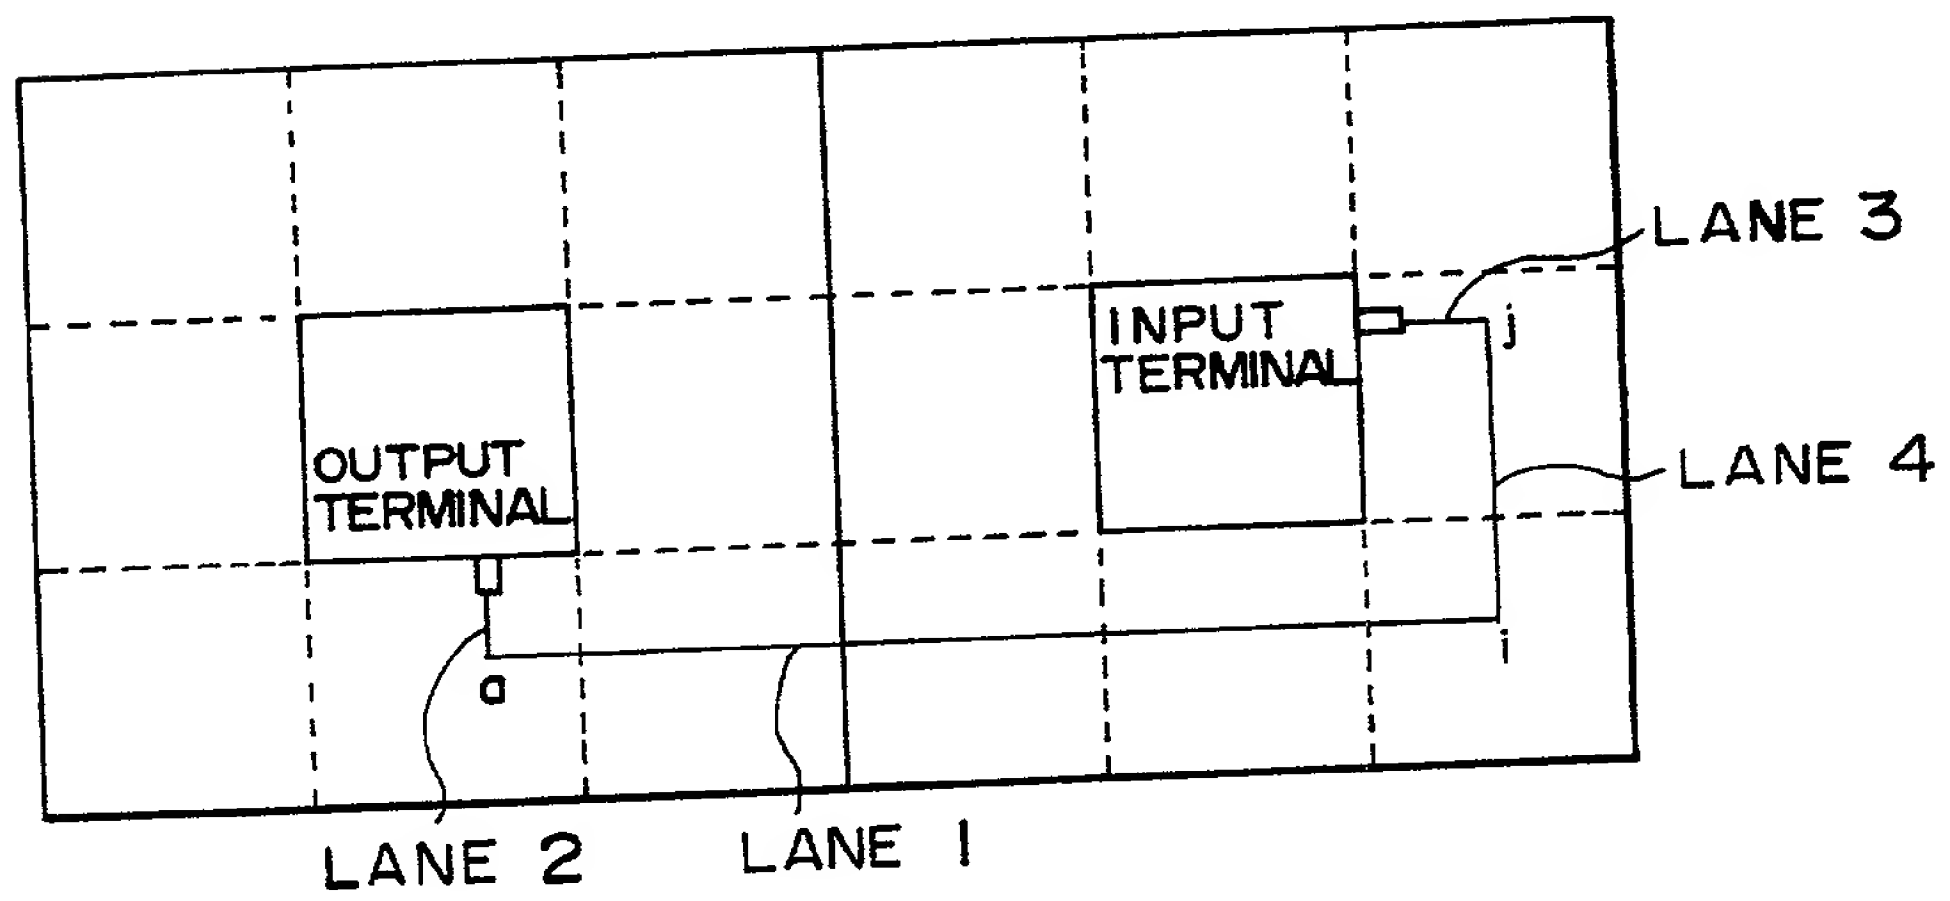 LANE 3
INPUT
TERMINAL
j
OUTPUT
TERMINAL
LANE 4
i
a
LANE 2
LANE 1